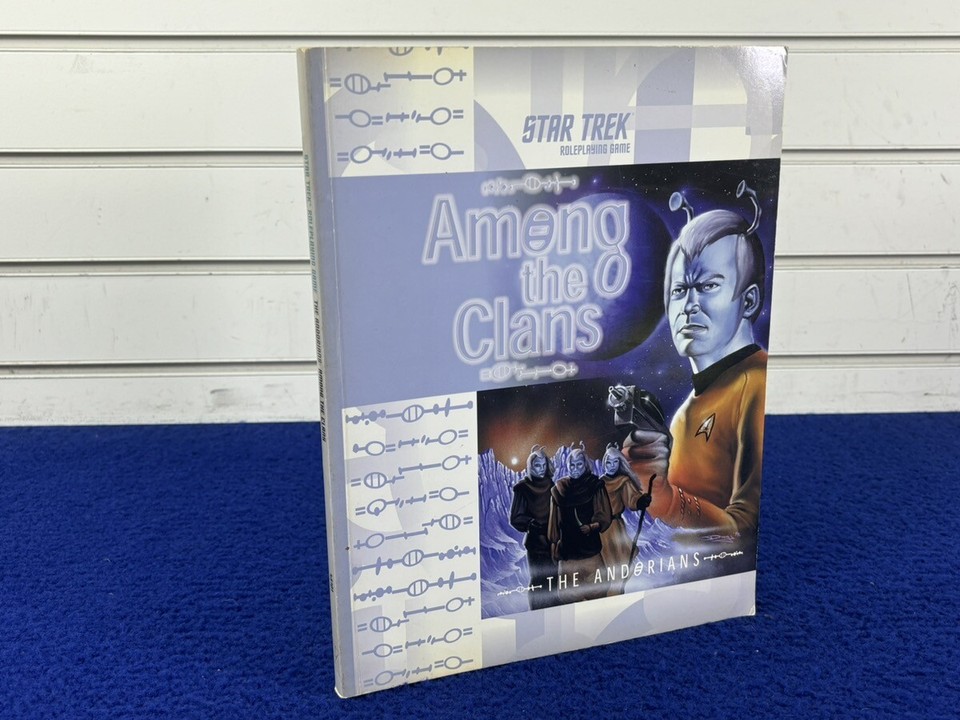 STAR TREK
ROLEPLAYING GAME
Among
the
Clans
THE ANDORIANS
STAR TREK ROLEPLAYING GAME THE ANDORIANS AMONG THE CLANS